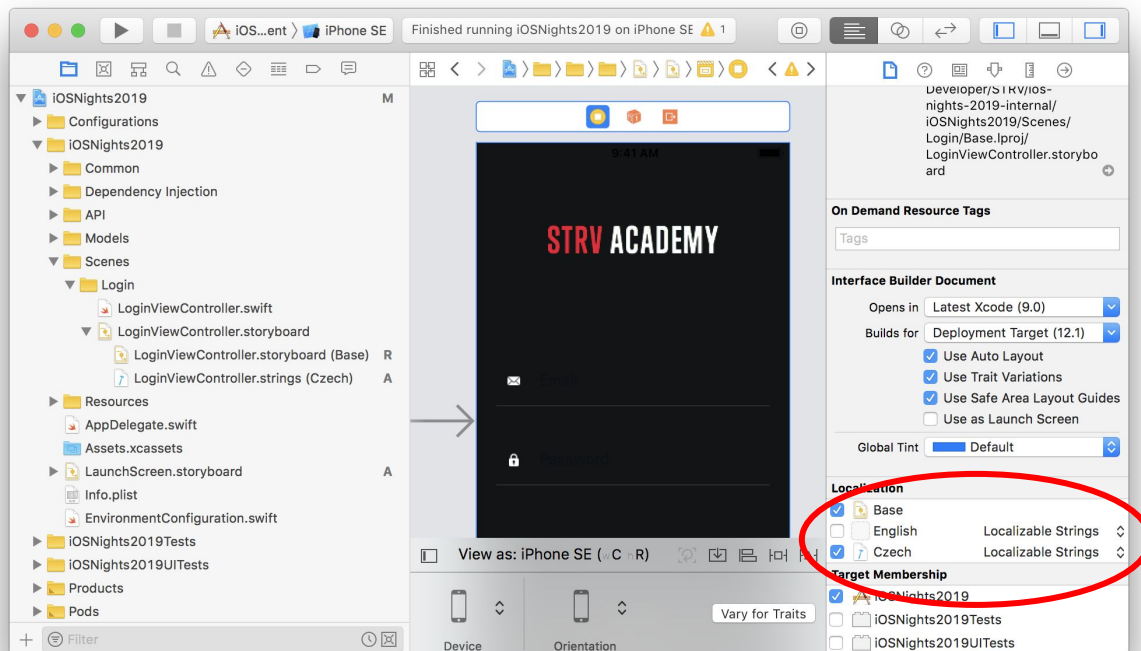 iOS...ent
iPhone SE
Finished running iOSNights2019 on iPhone SE
1
iOSNights2019
M
Configurations
iOSNights2019
Common
Dependency Injection
API
Models
Scenes
Login
LoginViewController.swift
LoginViewController.storyboard
LoginViewController.storyboard (Base)
R
LoginViewController.strings (Czech)
A
Resources
AppDelegate.swift
Assets.xcassets
LaunchScreen.storyboard
A
Info.plist
EnvironmentConfiguration.swift
iOSNights2019Tests
iOSNights2019UITests
Products
Pods
Filter
9:41 AM
STRV ACADEMY
Email
Password
View as: iPhone SE (wC hR)
Device
Orientation
Vary for Traits
Developer/STRV/ios-
nights-2019-internal/
iOSNights2019/Scenes/
Login/Base.lproj/
LoginViewController.storybo
ard
On Demand Resource Tags
Tags
Interface Builder Document
Opens in
Latest Xcode (9.0)
Builds for
Deployment Target (12.1)
Use Auto Layout
Use Trait Variations
Use Safe Area Layout Guides
Use as Launch Screen
Global Tint
Default
Localization
Base
English
Localizable Strings
Czech
Localizable Strings
Target Membership
iOSNights2019
iOSNights2019Tests
iOSNights2019UITests